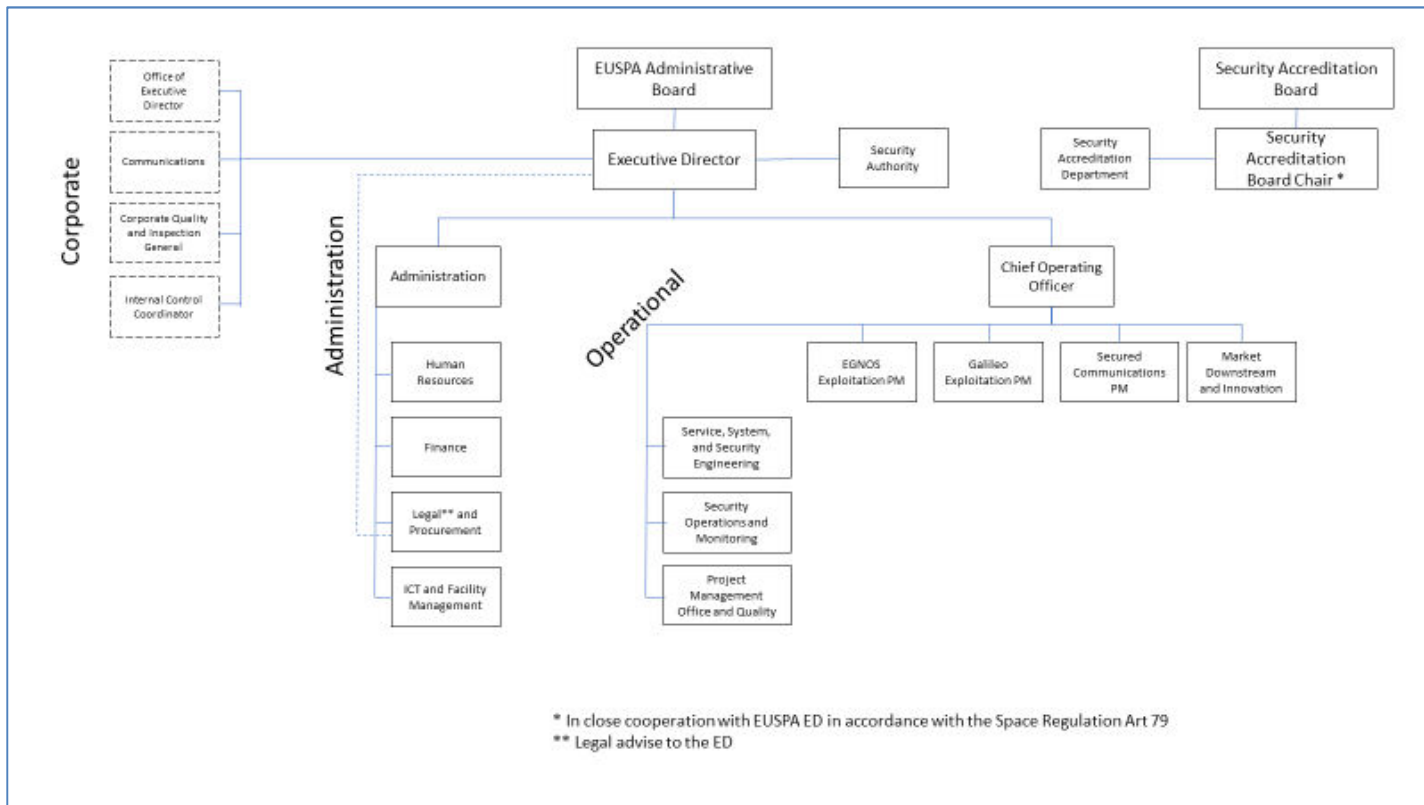 Corporate
Office of
Executive
Director
Communications
Corporate Quality
and Inspection
General
Internal Control
Coordinator
EUSPA Administrative
Board
Executive Director
Security
Authority
Security Accreditation
Board
Security
Accreditation
Department
Security
Accreditation
Board Chair *
Administration
Administration
Human
Resources
Finance
Legal** and
Procurement
ICT and Facility
Management
Operational
Chief Operating
Officer
EGNOS
Exploitation PM
Galileo
Exploitation PM
Secured
Communications
PM
Market
Downstream
and Innovation
Service, System,
and Security
Engineering
Security
Operations and
Monitoring
Project
Management
Office and Quality
* In close cooperation with EUSPA ED in accordance with the Space Regulation Art 79
** Legal advise to the ED